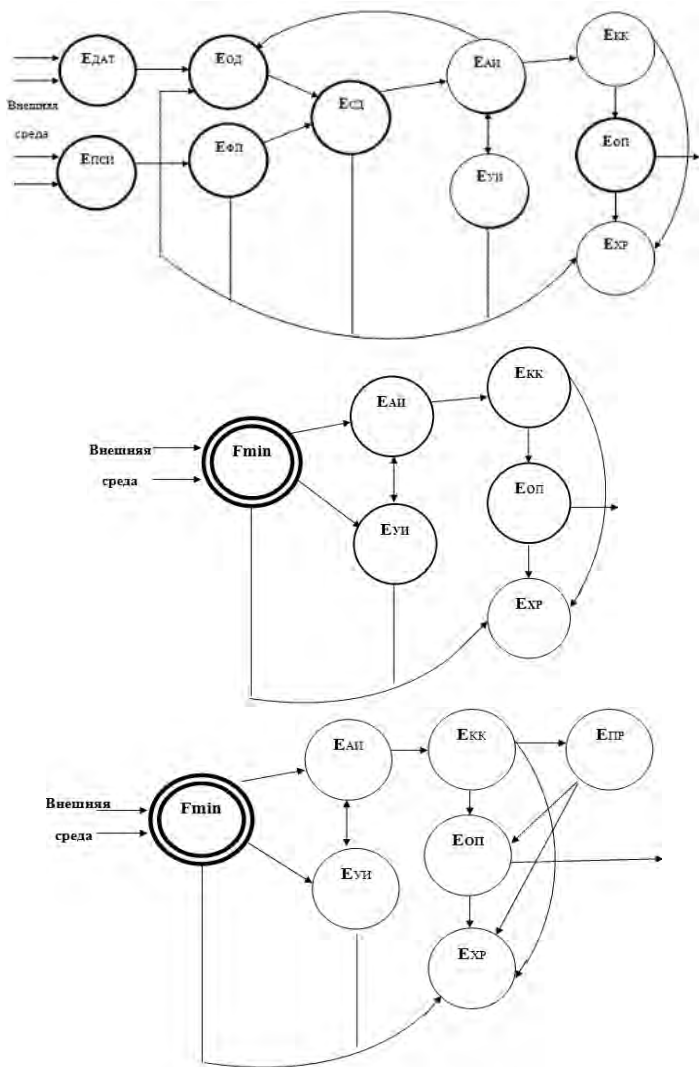 EДАТ
EОД
EАИ
EКК
Внешняя
среда
EСД
EПСИ
EФП
EУИ
EОП
EХР
Внешняя
среда
Fmin
EАИ
EКК
EУИ
EОП
EХР
Внешняя
среда
Fmin
EАИ
EКК
EПР
EУИ
EОП
EХР